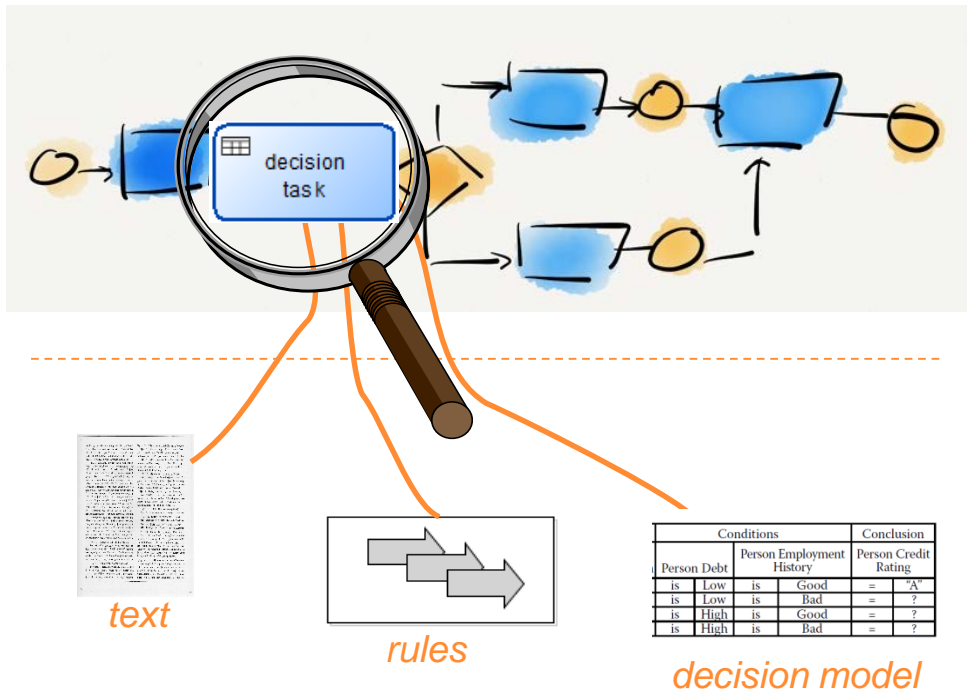 decision
task
text
rules
Conditions Conclusion
Person Debt Person Employment History Person Credit Rating
is Low is Good = "A"
is Low is Bad = ?
is High is Good = ?
is High is Bad = ?
decision model